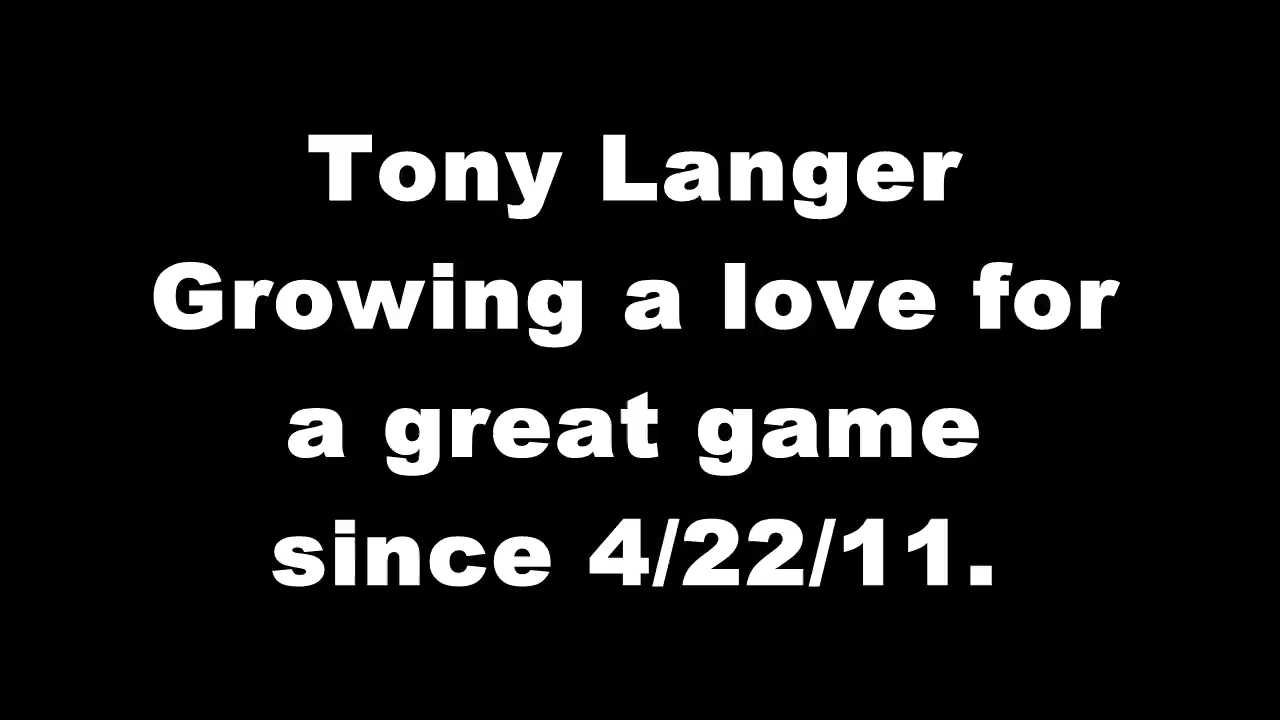 Tony Langer
Growing a love for
a great game
since 4/22/11.